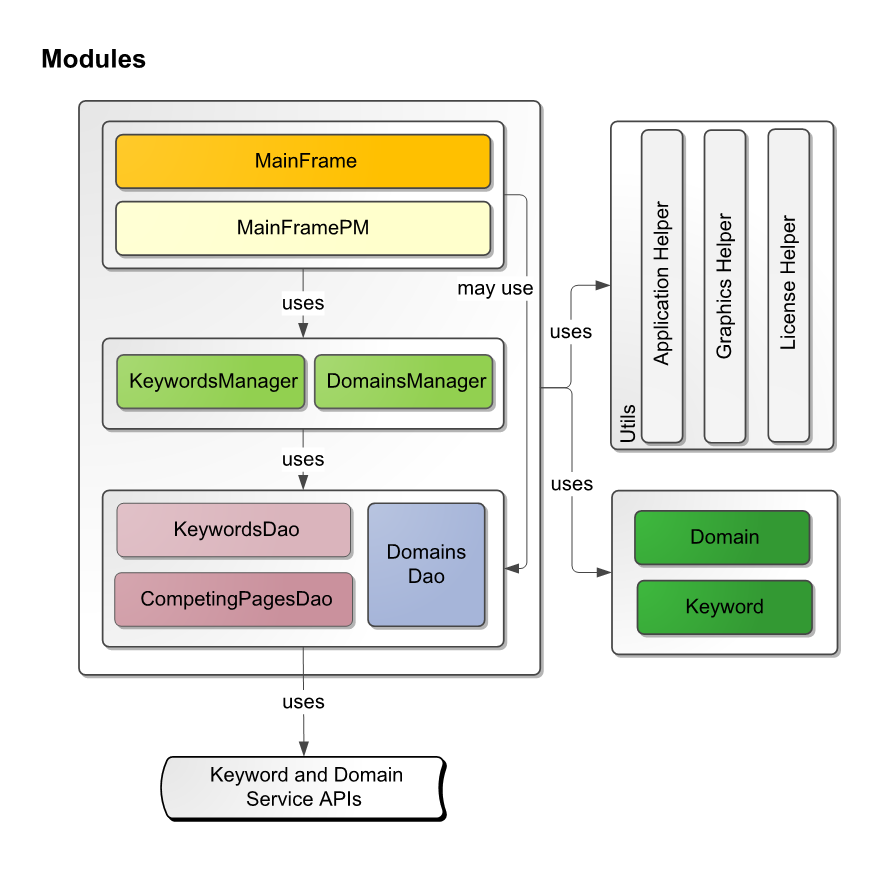 Modules
MainFrame
MainFramePM
uses
may use
KeywordsManager
DomainsManager
uses
KeywordsDao
CompetingPagesDao
Domains
Dao
uses
Keyword and Domain
Service APIs
uses
Utils
Application Helper
Graphics Helper
License Helper
uses
Domain
Keyword